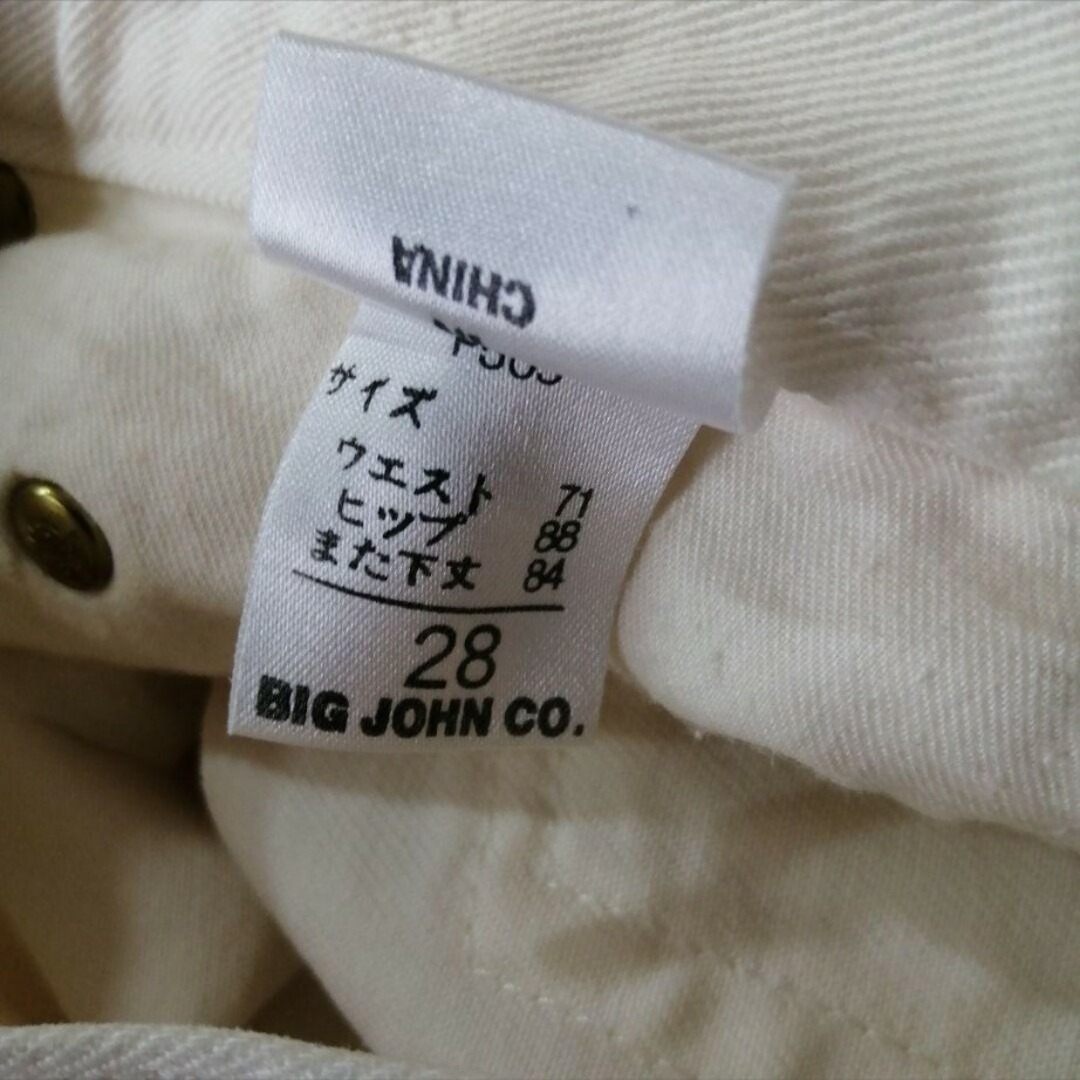 CHINA
サイズ
ウエスト 71
ヒップ 88
また下丈 84
28
BIG JOHN CO.